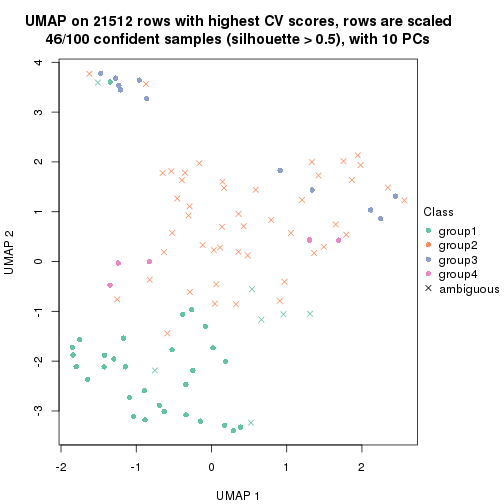 UMAP on 21512 rows with highest CV scores, rows are scaled
46/100 confident samples (silhouette > 0.5), with 10 PCs
4
3
2
1
0
-1
-2
-3
UMAP 2
-2
-1
0
1
2
UMAP 1
Class
group1
group2
group3
group4
ambiguous